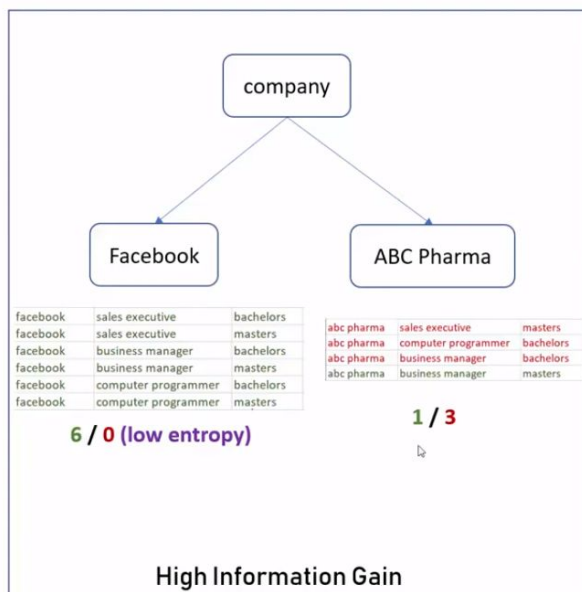 company
Facebook
ABC Pharma
facebook sales executive bachelors
facebook sales executive masters
facebook business manager bachelors
facebook business manager masters
facebook computer programmer bachelors
facebook computer programmer masters
6 / 0 (low entropy)
abc pharma sales executive masters
abc pharma computer programmer bachelors
abc pharma business manager bachelors
abc pharma business manager masters
1 / 3
High Information Gain